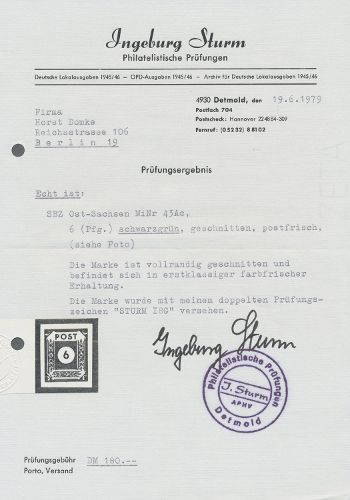 Ingeburg Sturm
Philatelistische Prüfungen
Deutsche Lokalausgaben 1945/46 – OPD-Ausgaben 1945/46 – Archiv für Deutsche Lokalausgaben 1945/46
4930 Detmold, den 19.6.1979
Postfach 704
Postscheck: Hannover 224884-309
Fernruf: (05232) 88102
Firma
Horst Domke
Reichsstrasse 106
Berlin 19
Prüfungsergebnis
Echt ist:
SBZ Ost-Sachsen MiNr 43Ac,
6 (Pfg.) schwarzgrün, geschnitten, postfrisch,
(siehe Foto)
Die Marke ist vollrandig geschnitten und
befindet sich in erstklassiger farbfrischer
Erhaltung.
Die Marke wurde mit meinen doppelten Prüfungs-
zeichen "STURM IBG" versehen.
Ingeburg Sturm
POST
6
Philatelistische Prüfungen
J. Sturm
APHV
Detmold
Prüfungsgebühr DM 180.--
Porto, Versand